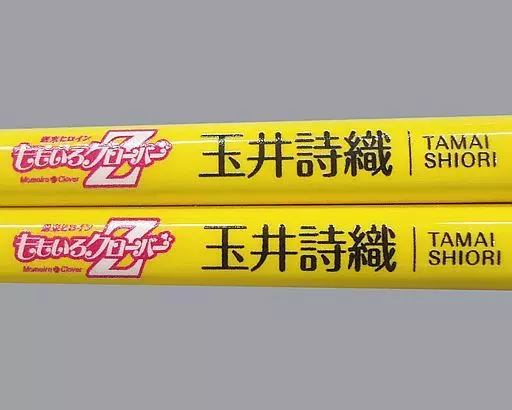 週末ヒロイン
ももいろクローバーZ
Momoiro Clover
玉井詩織
TAMAI
SHIORI
週末ヒロイン
ももいろクローバーZ
Momoiro Clover
玉井詩織
TAMAI
SHIORI